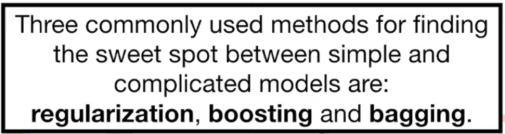 Three commonly used methods for finding
the sweet spot between simple and
complicated models are:
regularization, boosting and bagging.